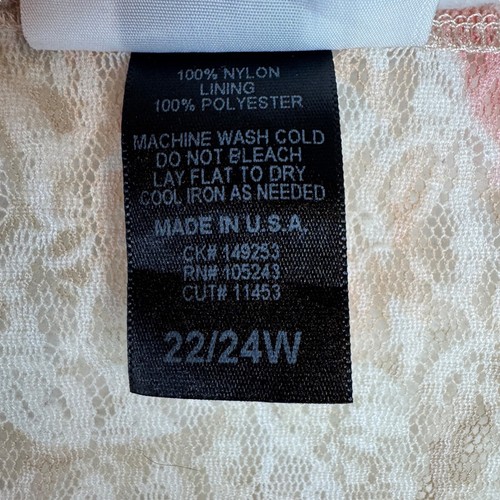 100% NYLON
LINING
100% POLYESTER
MACHINE WASH COLD
DO NOT BLEACH
LAY FLAT TO DRY
COOL IRON AS NEEDED
MADE IN U.S.A.
CK# 149253
RN# 105243
CUT# 11453
22/24W